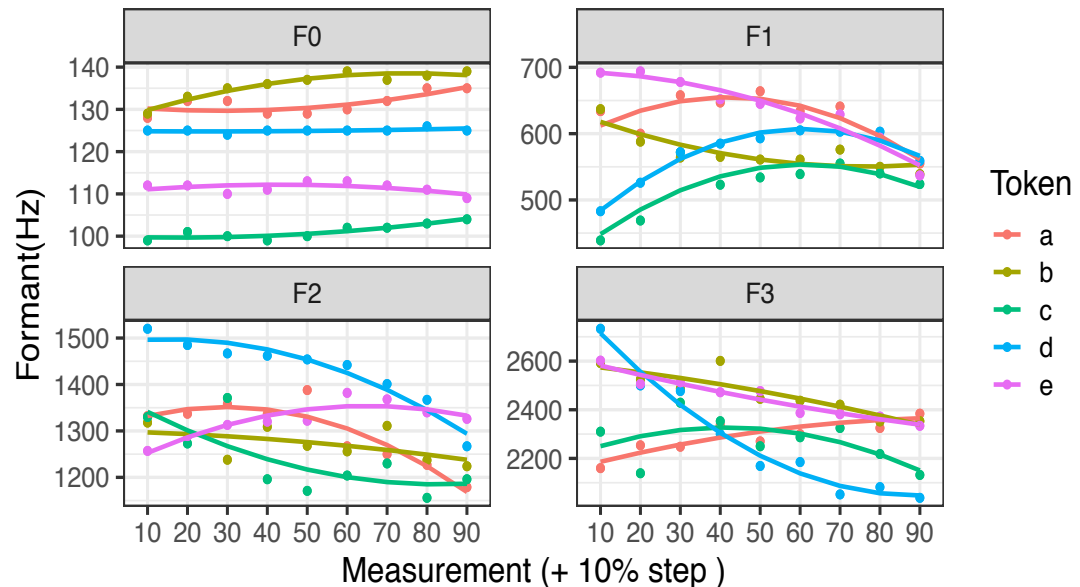 F0
F1
140
130
120
110
100
700
600
500
F2
F3
1500
1400
1300
1200
2600
2400
2200
10 20 30 40 50 60 70 80 90
10 20 30 40 50 60 70 80 90
Measurement (+ 10% step )
Formant(Hz)
Token
a
b
c
d
e